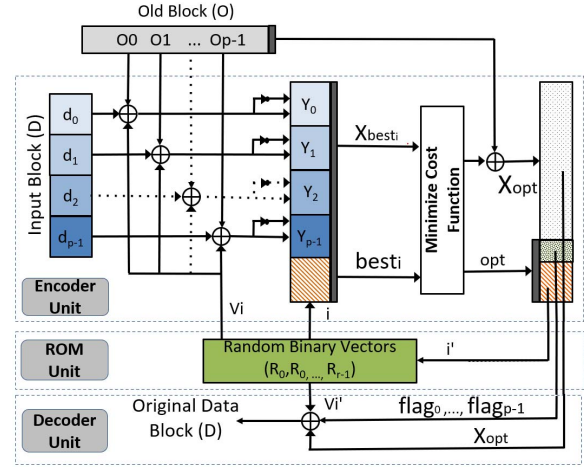 Old Block (O)
O0 O1 ... Op-1
Input Block (D)
d0
d1
d2
dp-1
Y0
Y1
Y2
Yp-1
Xbesti
besti
Minimize Cost
Function
opt
Xopt
Encoder
Unit
Vi
i
ROM
Unit
Random Binary Vectors
(R0,R0, ..., Rr-1)
i'
Decoder
Unit
Original Data
Block (D)
Vi'
flag0,..., flagp-1
Xopt